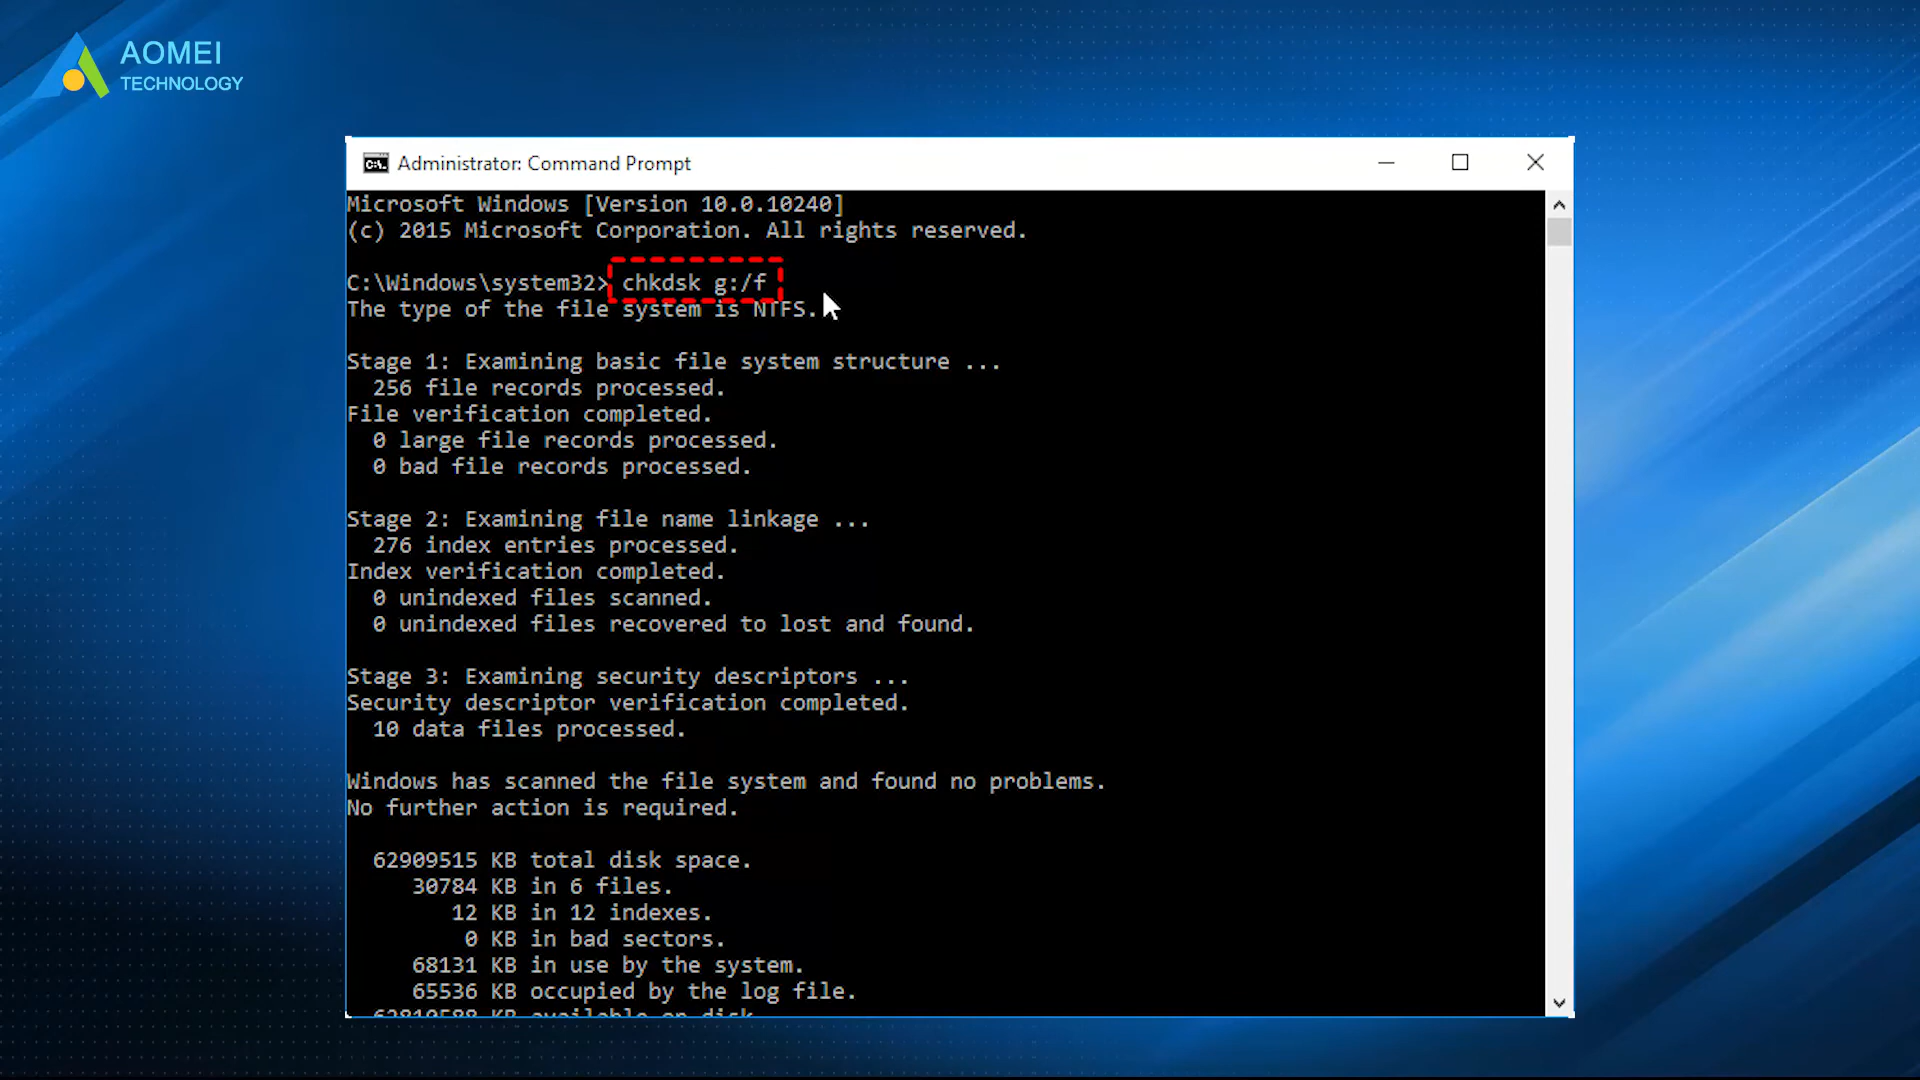 AOMEI
TECHNOLOGY
Administrator: Command Prompt
Microsoft Windows [Version 10.0.10240]
(c) 2015 Microsoft Corporation. All rights reserved.
C:\Windows\system32> chkdsk g:/f
The type of the file system is NTFS.
Stage 1: Examining basic file system structure ...
256 file records processed.
File verification completed.
0 large file records processed.
0 bad file records processed.
Stage 2: Examining file name linkage ...
276 index entries processed.
Index verification completed.
0 unindexed files scanned.
0 unindexed files recovered to lost and found.
Stage 3: Examining security descriptors ...
Security descriptor verification completed.
10 data files processed.
Windows has scanned the file system and found no problems.
No further action is required.
62909515 KB total disk space.
30784 KB in 6 files.
12 KB in 12 indexes.
0 KB in bad sectors.
68131 KB in use by the system.
65536 KB occupied by the log file.
KB available on disk